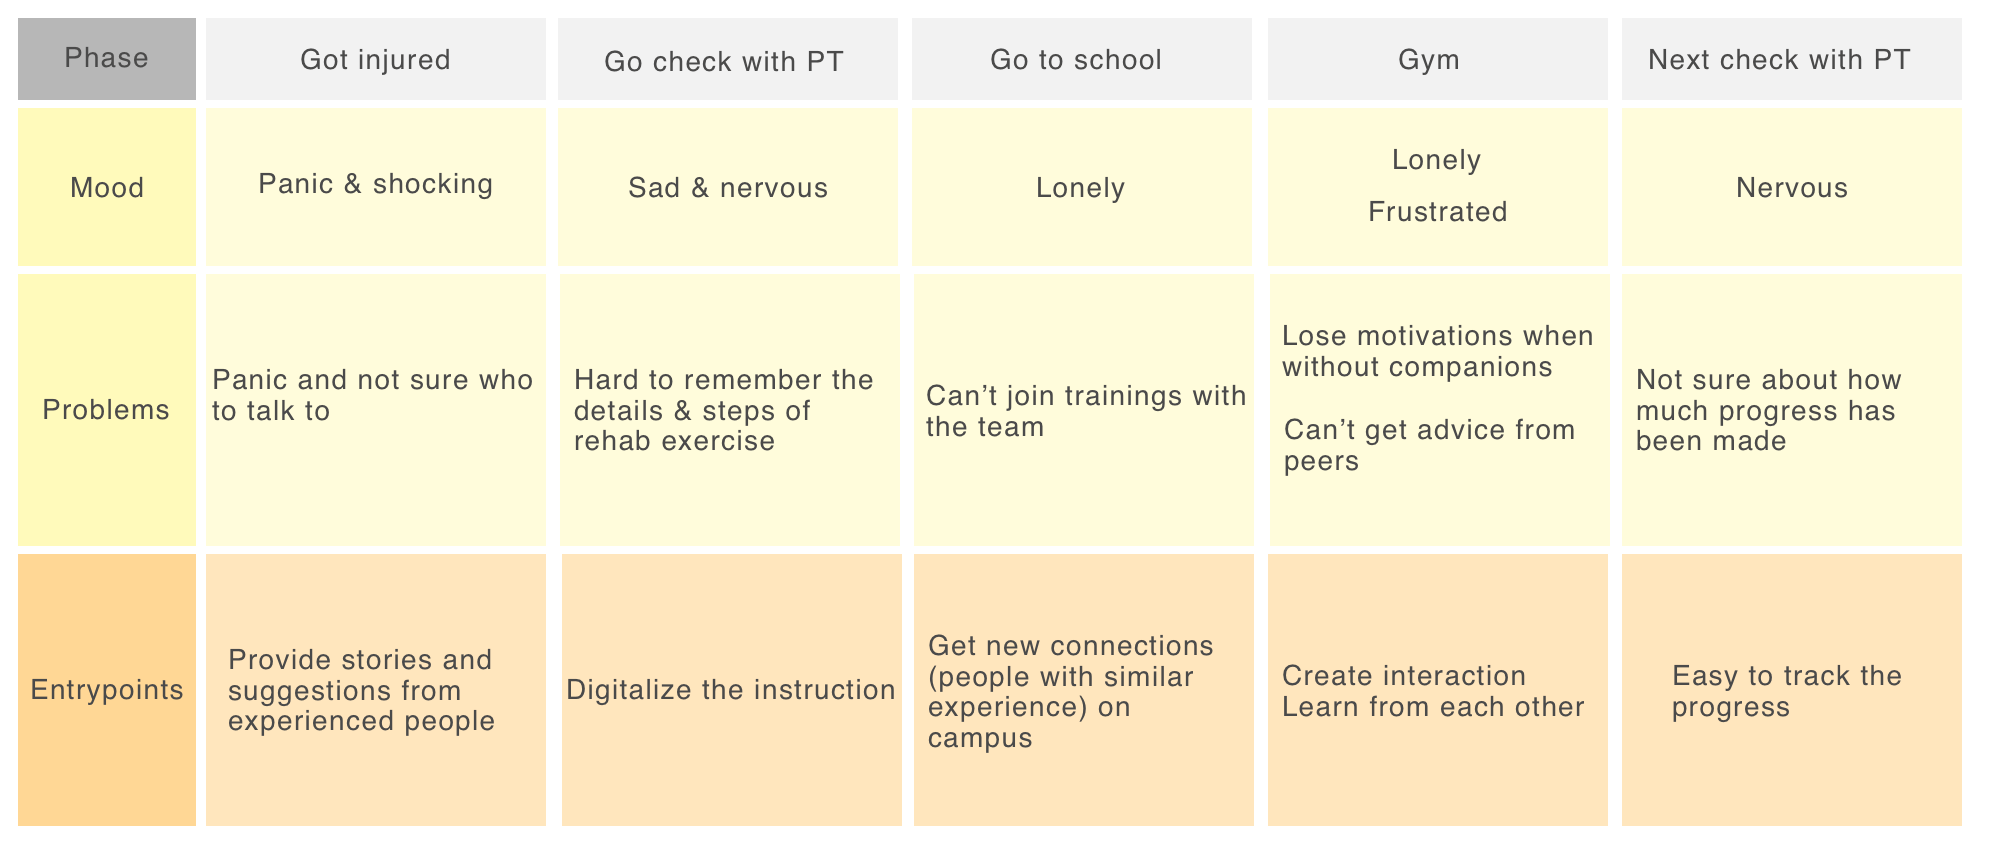 Phase
Got injured
Go check with PT
Go to school
Gym
Next check with PT
Mood
Panic & shocking
Sad & nervous
Lonely
Lonely
Frustrated
Nervous
Problems
Panic and not sure who
to talk to
Hard to remember the
details & steps of
rehab exercise
Can’t join trainings with
the team
Lose motivations when
without companions
Can’t get advice from
peers
Not sure about how
much progress has
been made
Entrypoints
Provide stories and
suggestions from
experienced people
Digitalize the instruction
Get new connections
(people with similar
experience) on
campus
Create interaction
Learn from each other
Easy to track the
progress